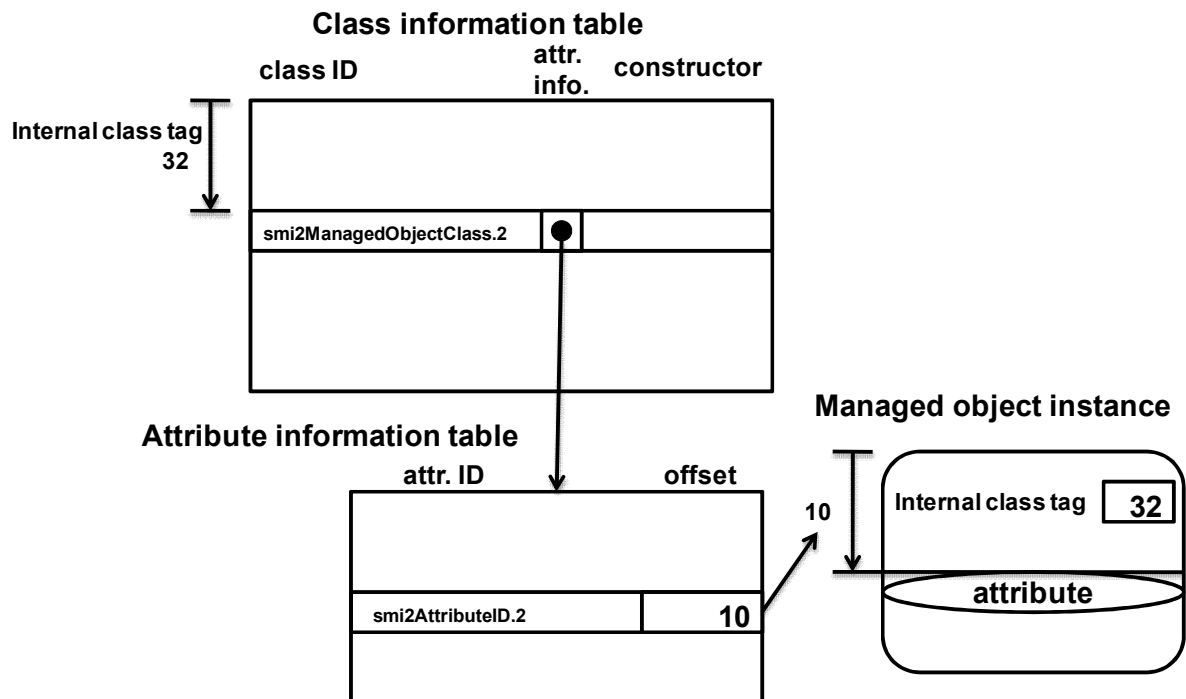 Class information table
class ID
attr.
info.
constructor
Internal class tag
32
smi2ManagedObjectClass.2
Managed object instance
Attribute information table
attr. ID
offset
Internal class tag
32
10
attribute
smi2AttributeID.2
10